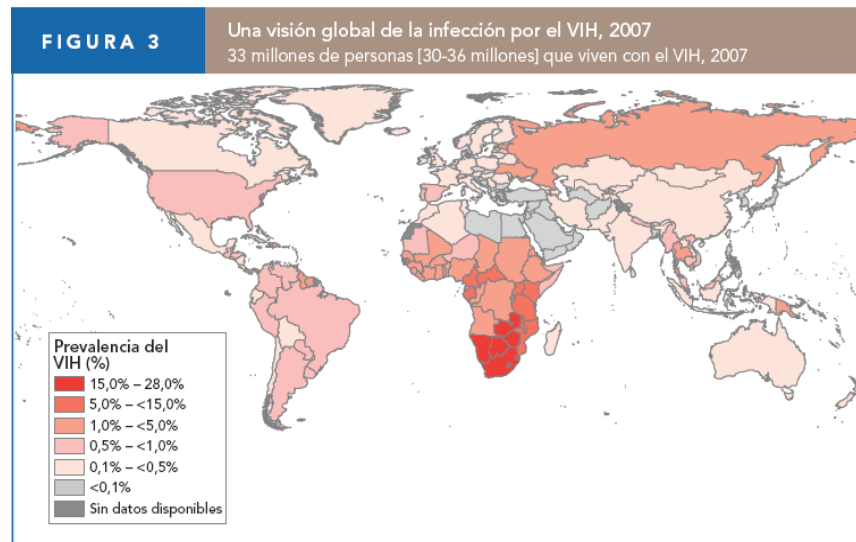 FIGURA 3
Una visión global de la infección por el VIH, 2007
33 millones de personas [30-36 millones] que viven con el VIH, 2007
Prevalencia del
VIH (%)
15,0% – 28,0%
5,0% – <15,0%
1,0% – <5,0%
0,5% – <1,0%
0,1% – <0,5%
<0,1%
Sin datos disponibles